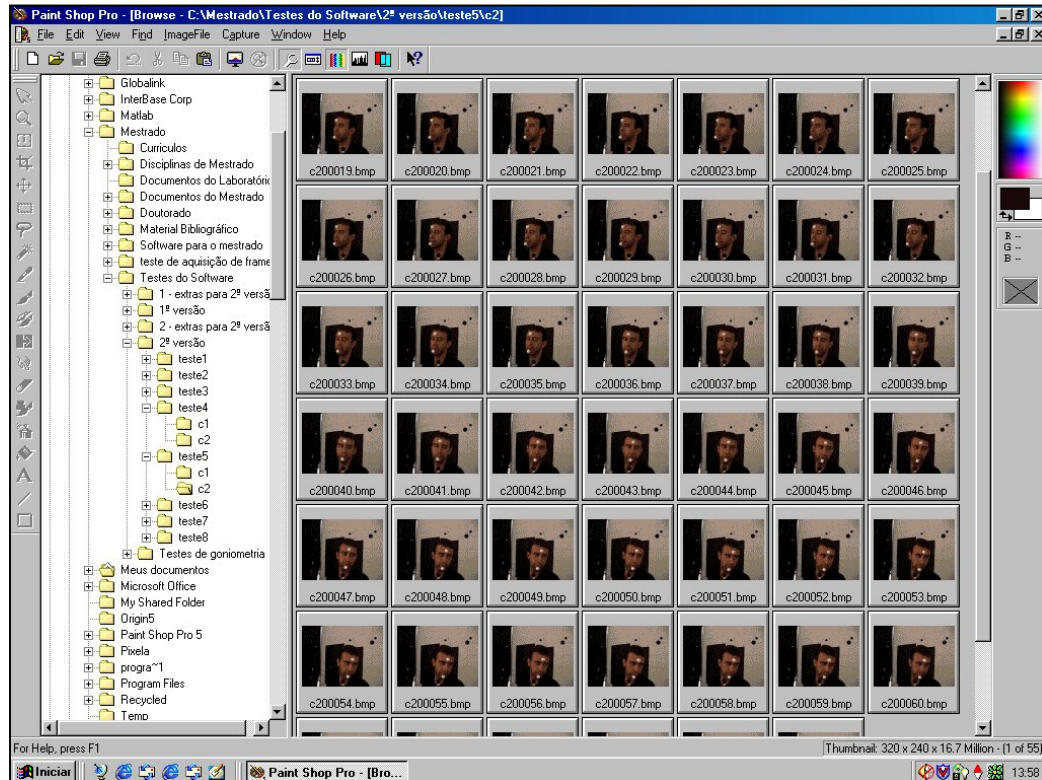 Paint Shop Pro - [Browse - C:\Mestrado\Testes do Software\2ª versão\teste5\c2]
File Edit View Find ImageFile Capture Window Help
Globalink
InterBase Corp
Matlab
Mestrado
Curriculos
Disciplinas de Mestrado
Documentos do Laboratório
Documentos do Mestrado
Doutorado
Material Bibliográfico
Software para o mestrado
teste de aquisição de frame
Testes do Software
1 - extras para 2ª versã
1ª versão
2 - extras para 2ª versã
2ª versão
teste1
teste2
teste3
teste4
c1
c2
teste5
c1
c2
teste6
teste7
teste8
Testes de goniometria
Meus documentos
Microsoft Office
My Shared Folder
Origin5
Paint Shop Pro 5
Pixela
progra~1
Program Files
Recycled
Temp
c200019.bmp c200020.bmp c200021.bmp c200022.bmp c200023.bmp c200024.bmp c200025.bmp
c200026.bmp c200027.bmp c200028.bmp c200029.bmp c200030.bmp c200031.bmp c200032.bmp
c200033.bmp c200034.bmp c200035.bmp c200036.bmp c200037.bmp c200038.bmp c200039.bmp
c200040.bmp c200041.bmp c200042.bmp c200043.bmp c200044.bmp c200045.bmp c200046.bmp
c200047.bmp c200048.bmp c200049.bmp c200050.bmp c200051.bmp c200052.bmp c200053.bmp
c200054.bmp c200055.bmp c200056.bmp c200057.bmp c200058.bmp c200059.bmp c200060.bmp
R --
G --
B --
For Help, press F1
Thumbnail: 320 x 240 x 16.7 Million - (1 of 55)
Iniciar
Paint Shop Pro - [Bro...
13:58